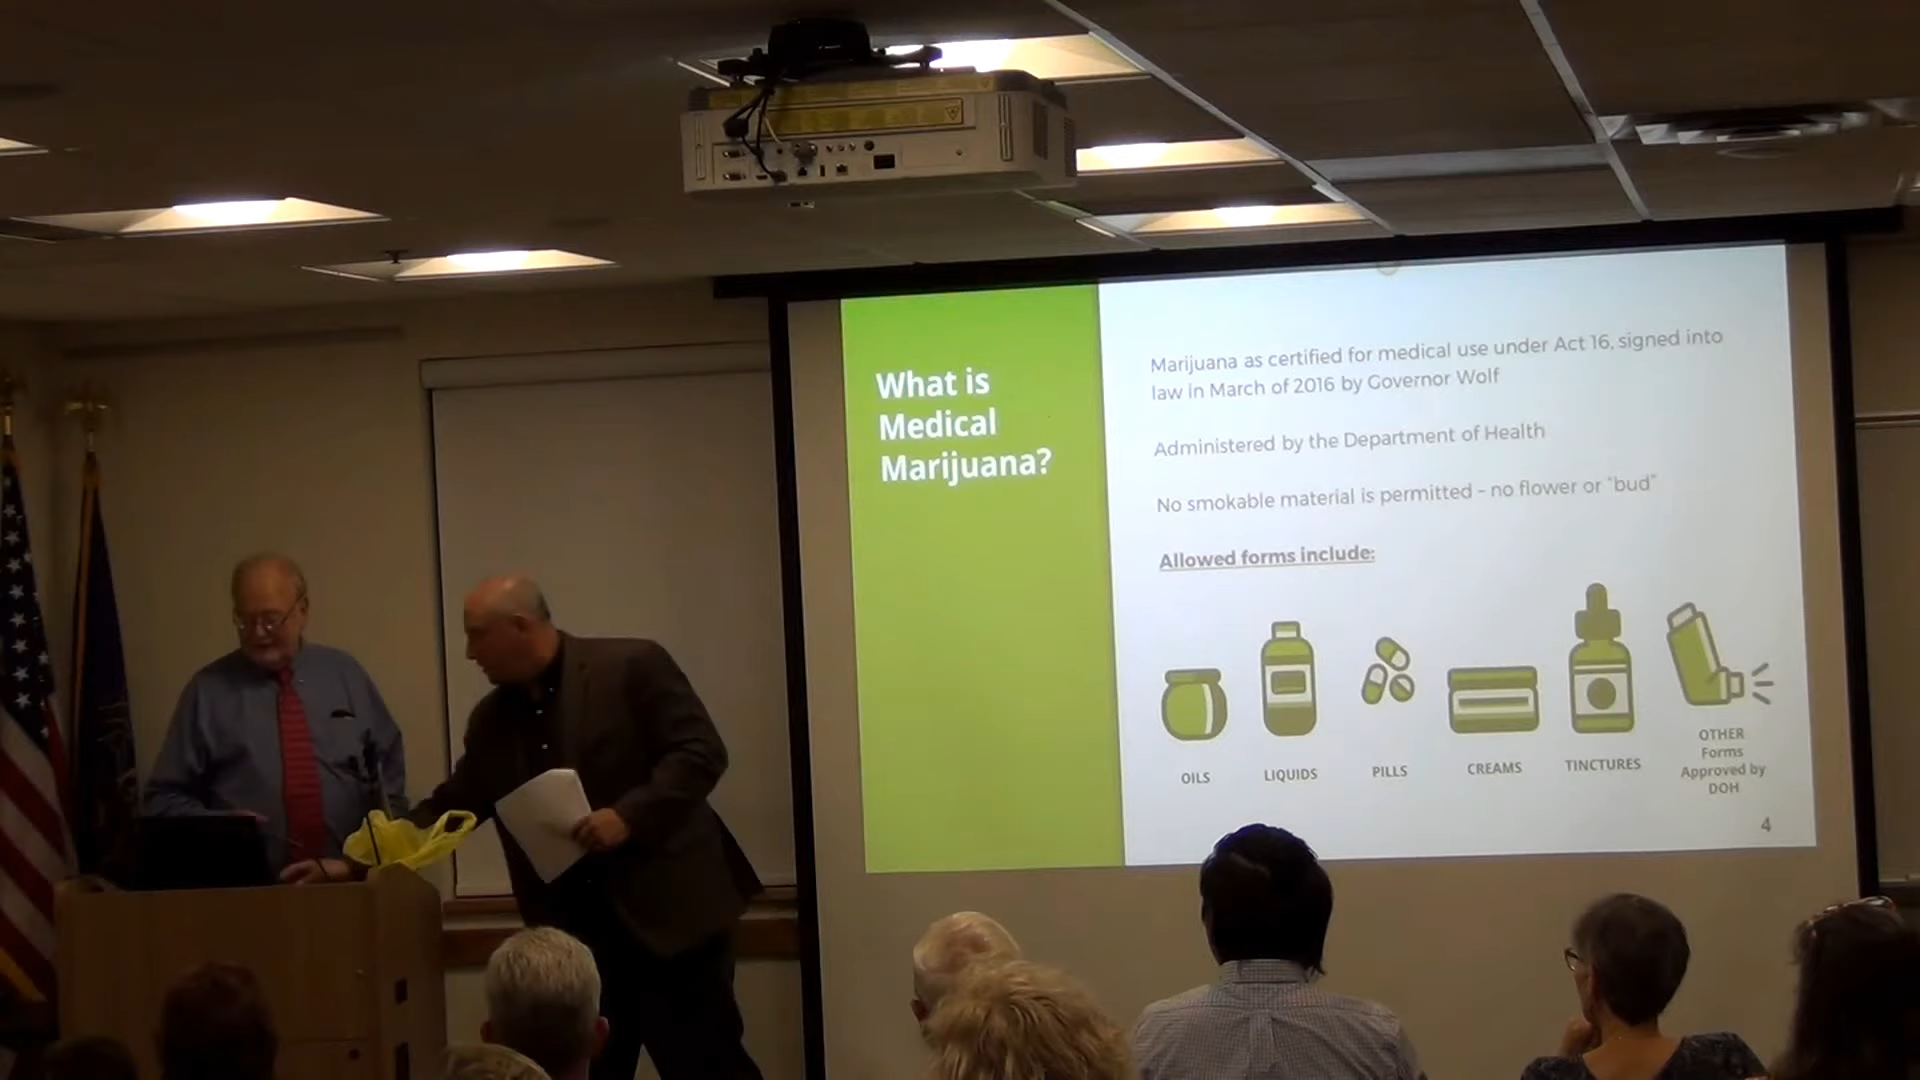 What is
Medical
Marijuana?
Marijuana as certified for medical use under Act 16, signed into
law in March of 2016 by Governor Wolf
Administered by the Department of Health
No smokable material is permitted – no flower or “bud”
Allowed forms include:
OILS
LIQUIDS
PILLS
CREAMS
TINCTURES
OTHER
Forms
Approved by
DOH
4